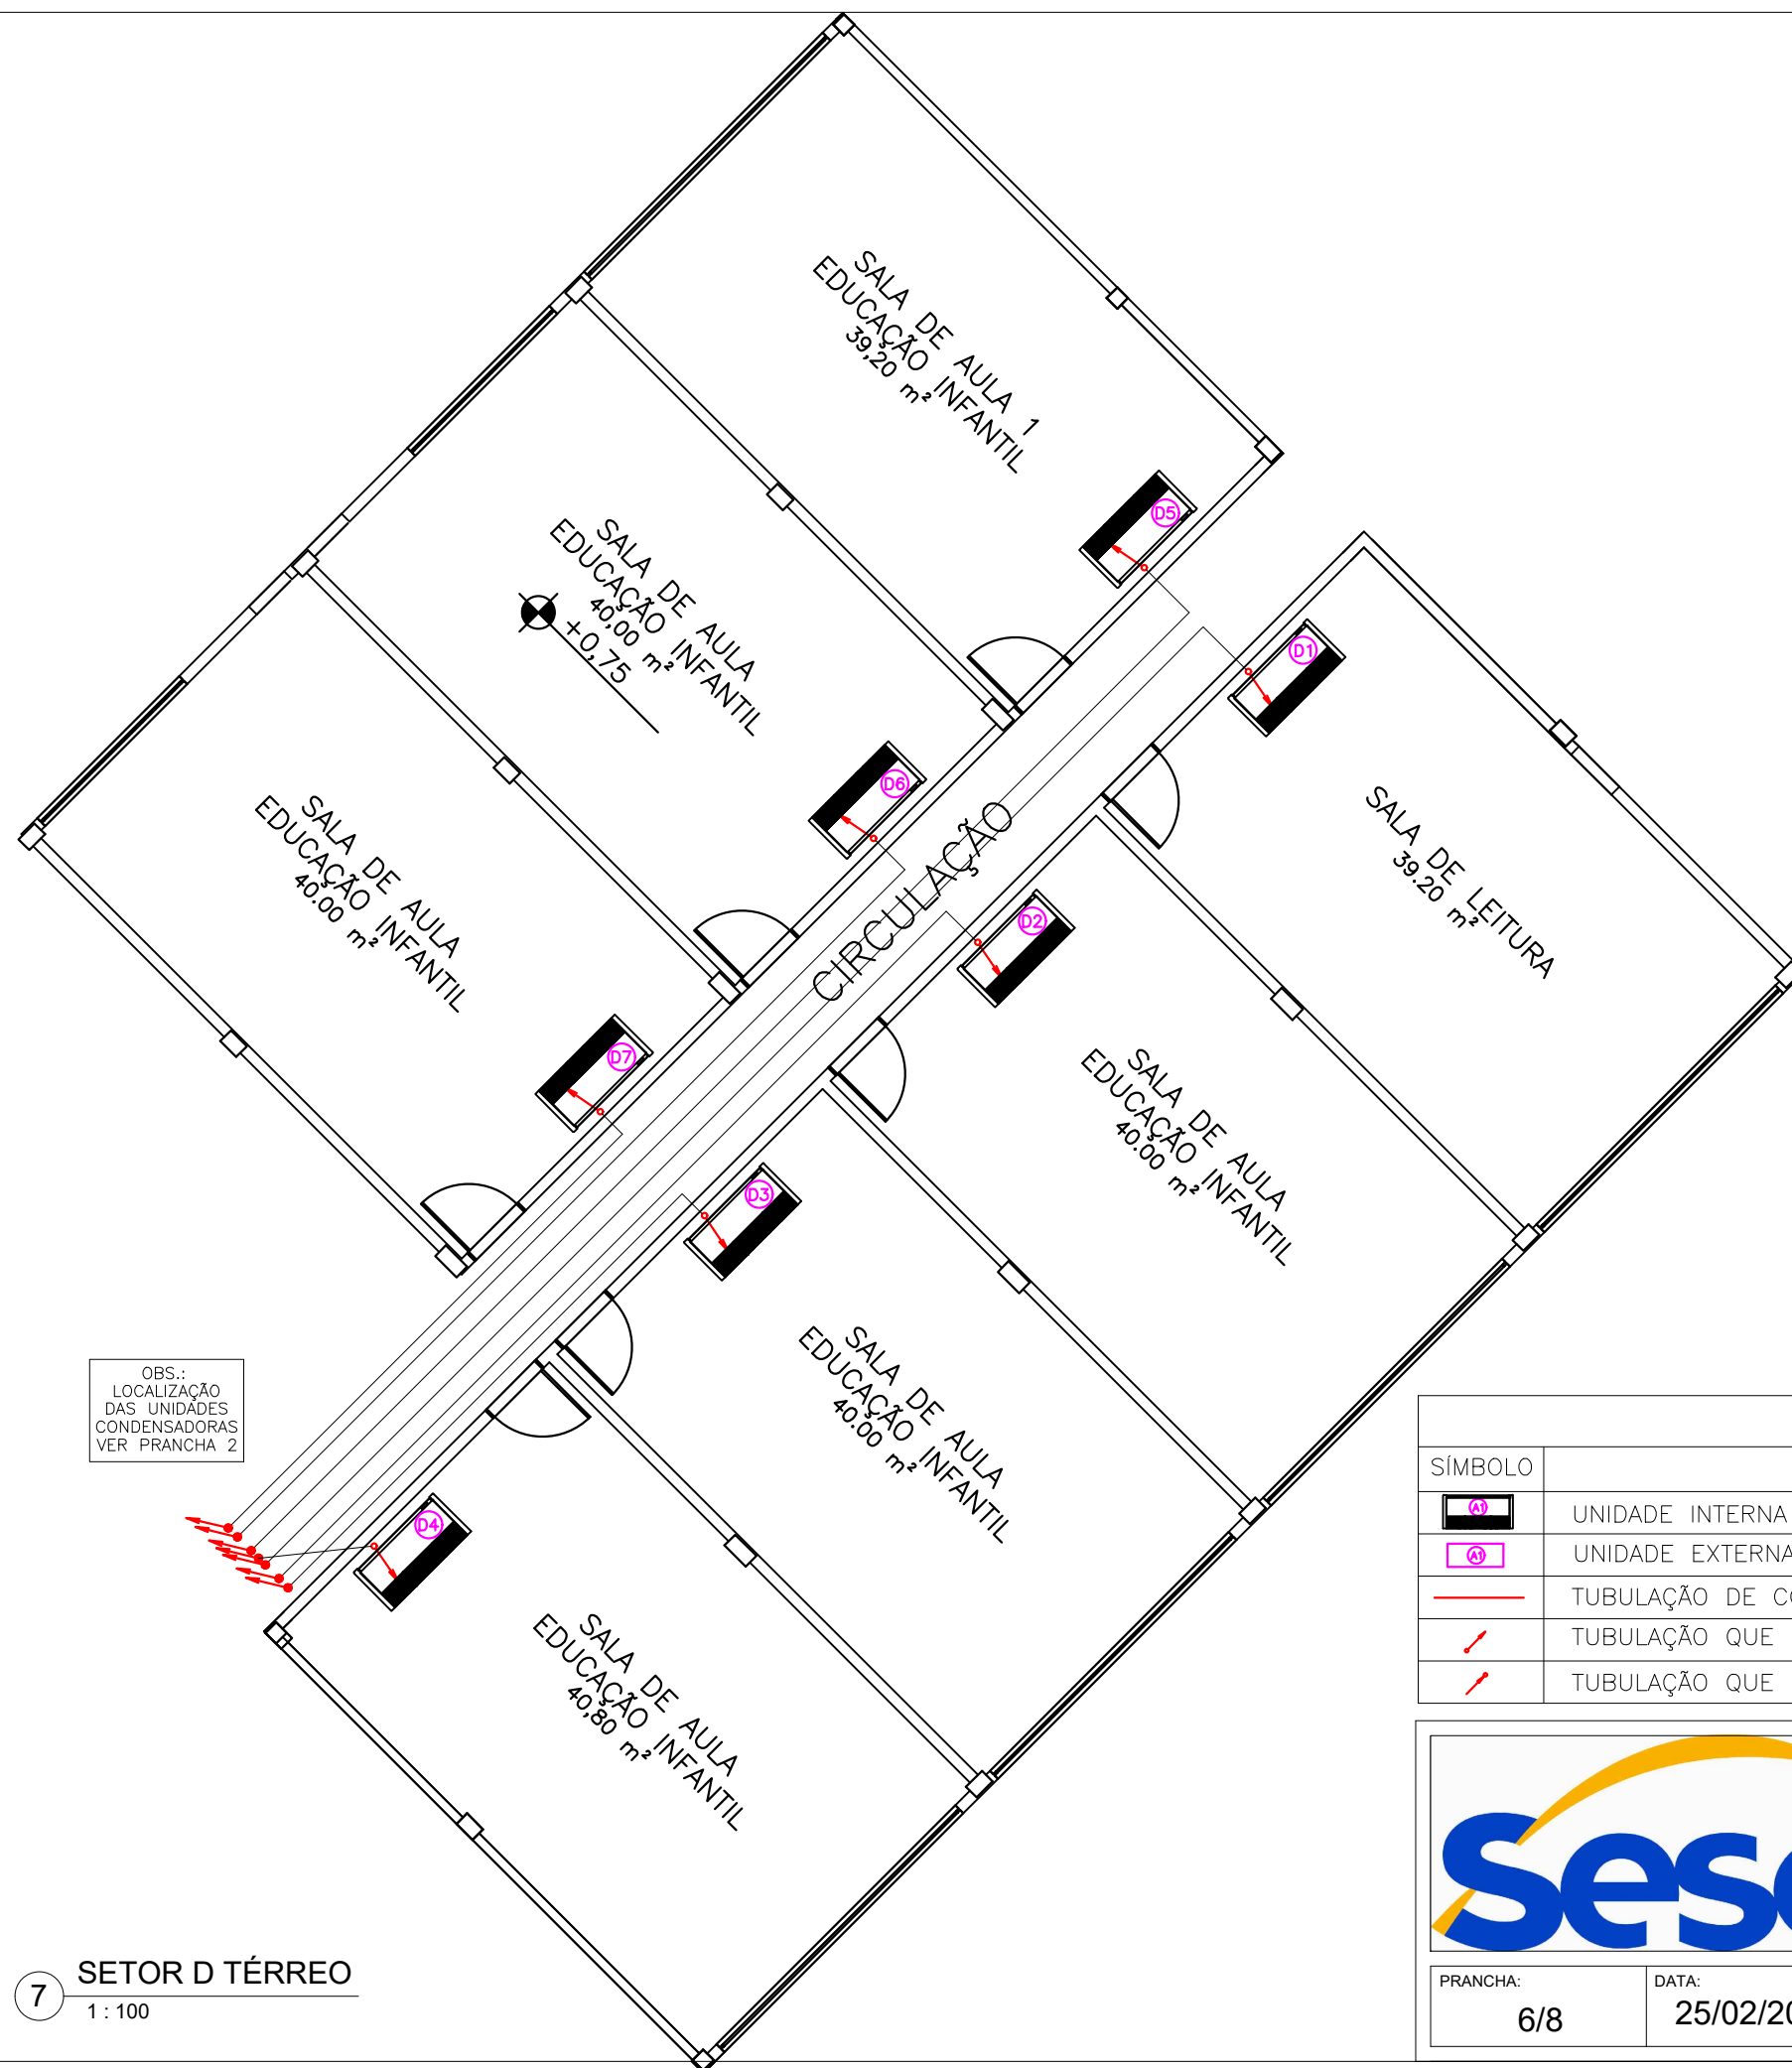 SALA DE AULA 1
EDUCAÇÃO INFANTIL
39,20 m²
D5
SALA DE AULA
EDUCAÇÃO INFANTIL
40,00 m²
+0,75
D1
D6
SALA DE AULA
EDUCAÇÃO INFANTIL
40.00 m²
SALA DE LEITURA
39.20 m²
CIRCULAÇÃO
D2
D7
SALA DE AULA
EDUCAÇÃO INFANTIL
40.00 m²
D3
SALA DE AULA
EDUCAÇÃO INFANTIL
40.00 m²
OBS.:
LOCALIZAÇÃO
DAS UNIDADES
CONDENSADORAS
VER PRANCHA 2
D4
SALA DE AULA
EDUCAÇÃO INFANTIL
40,80 m²
SÍMBOLO
A1 UNIDADE INTERNA
A1 UNIDADE EXTERNA
TUBULAÇÃO DE
TUBULAÇÃO QUE
TUBULAÇÃO QUE
Sesc
PRANCHA:
6/8
DATA:
25/02/20
7 SETOR D TÉRREO
1 : 100